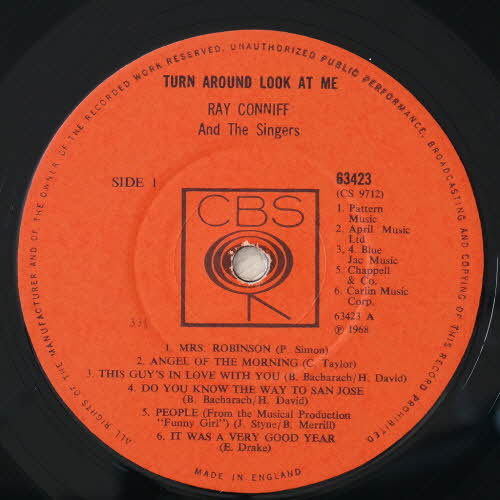 ALL RIGHTS OF THE MANUFACTURER AND OF THE OWNER OF THE RECORDED WORK RESERVED. UNAUTHORIZED PUBLIC PERFORMANCE, BROADCASTING AND COPYING OF THIS RECORD PROHIBITED
TURN AROUND LOOK AT ME
RAY CONNIFF
And The Singers
SIDE 1
CBS
63423
(CS 9712)
1. Pattern
Music
2. April Music
Ltd
3, 4. Blue
Jac Music
5. Chappell
& Co.
6. Carlin Music
Corp.
63423 A
℗ 1968
33⅓
1. MRS. ROBINSON (P. Simon)
2. ANGEL OF THE MORNING (C. Taylor)
3. THIS GUY'S IN LOVE WITH YOU (B. Bacharach/H. David)
4. DO YOU KNOW THE WAY TO SAN JOSE
(B. Bacharach/H. David)
5. PEOPLE (From the Musical Production
"Funny Girl") (J. Styne/B. Merrill)
6. IT WAS A VERY GOOD YEAR
(E. Drake)
MADE IN ENGLAND